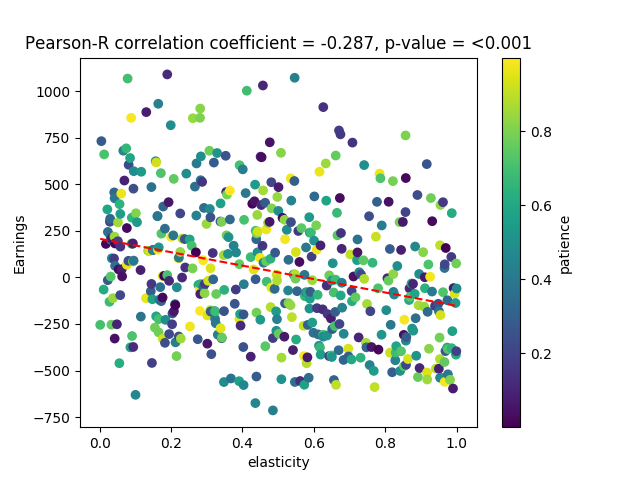 Pearson-R correlation coefficient = -0.287, p-value = <0.001
1000
750
500
250
0
−250
−500
−750
Earnings
0.0 0.2 0.4 0.6 0.8 1.0
elasticity
0.8
0.6
0.4
0.2
patience